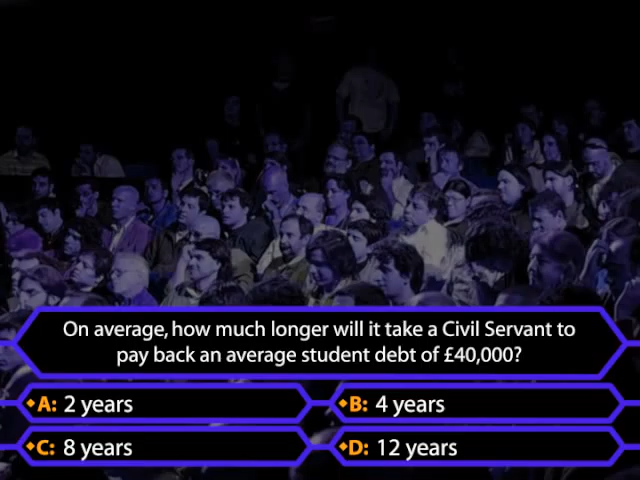 On average, how much longer will it take a Civil Servant to
pay back an average student debt of £40,000?
A: 2 years
B: 4 years
C: 8 years
D: 12 years